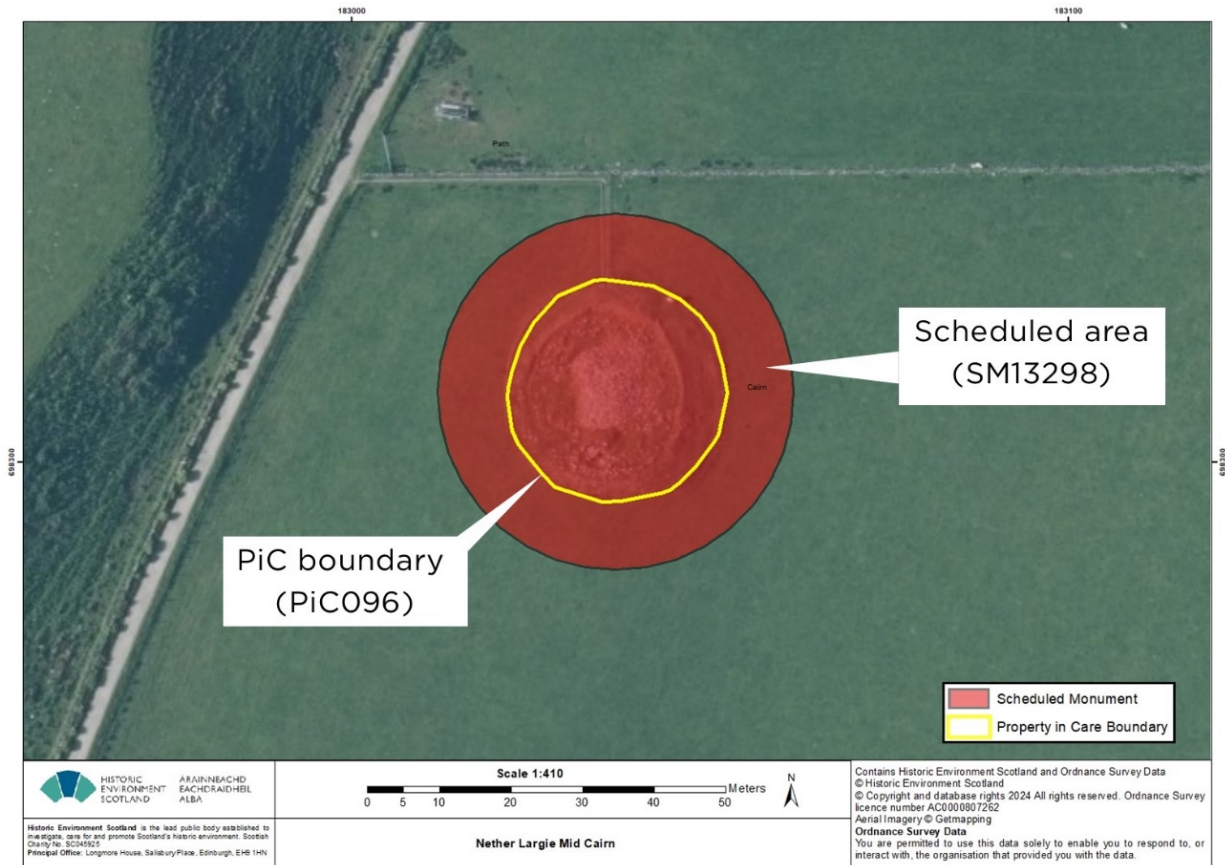 183000
183100
Path
Scheduled area
(SM13298)
Cairn
698300
698300
PiC boundary
(PiC096)
Scheduled Monument
Property in Care Boundary
HISTORIC
ENVIRONMENT
SCOTLAND
ÀRAINNEACHD
EACHDRAIDHEIL
ALBA
Historic Environment Scotland is the lead public body established to
investigate, care for and promote Scotland's historic environment. Scottish
Charity No. SC045925
Principal Office: Longmore House, Salisbury Place, Edinburgh, EH9 1HN
Scale 1:410
0 5 10 20 30 40 50 Meters
N
Nether Largie Mid Cairn
Contains Historic Environment Scotland and Ordnance Survey Data
© Historic Environment Scotland
© Copyright and database rights 2024 All rights reserved. Ordnance Survey
licence number AC0000807262
Aerial Imagery © Getmapping
Ordnance Survey Data
You are permitted to use this data solely to enable you to respond to, or
interact with, the organisation that provided you with the data.